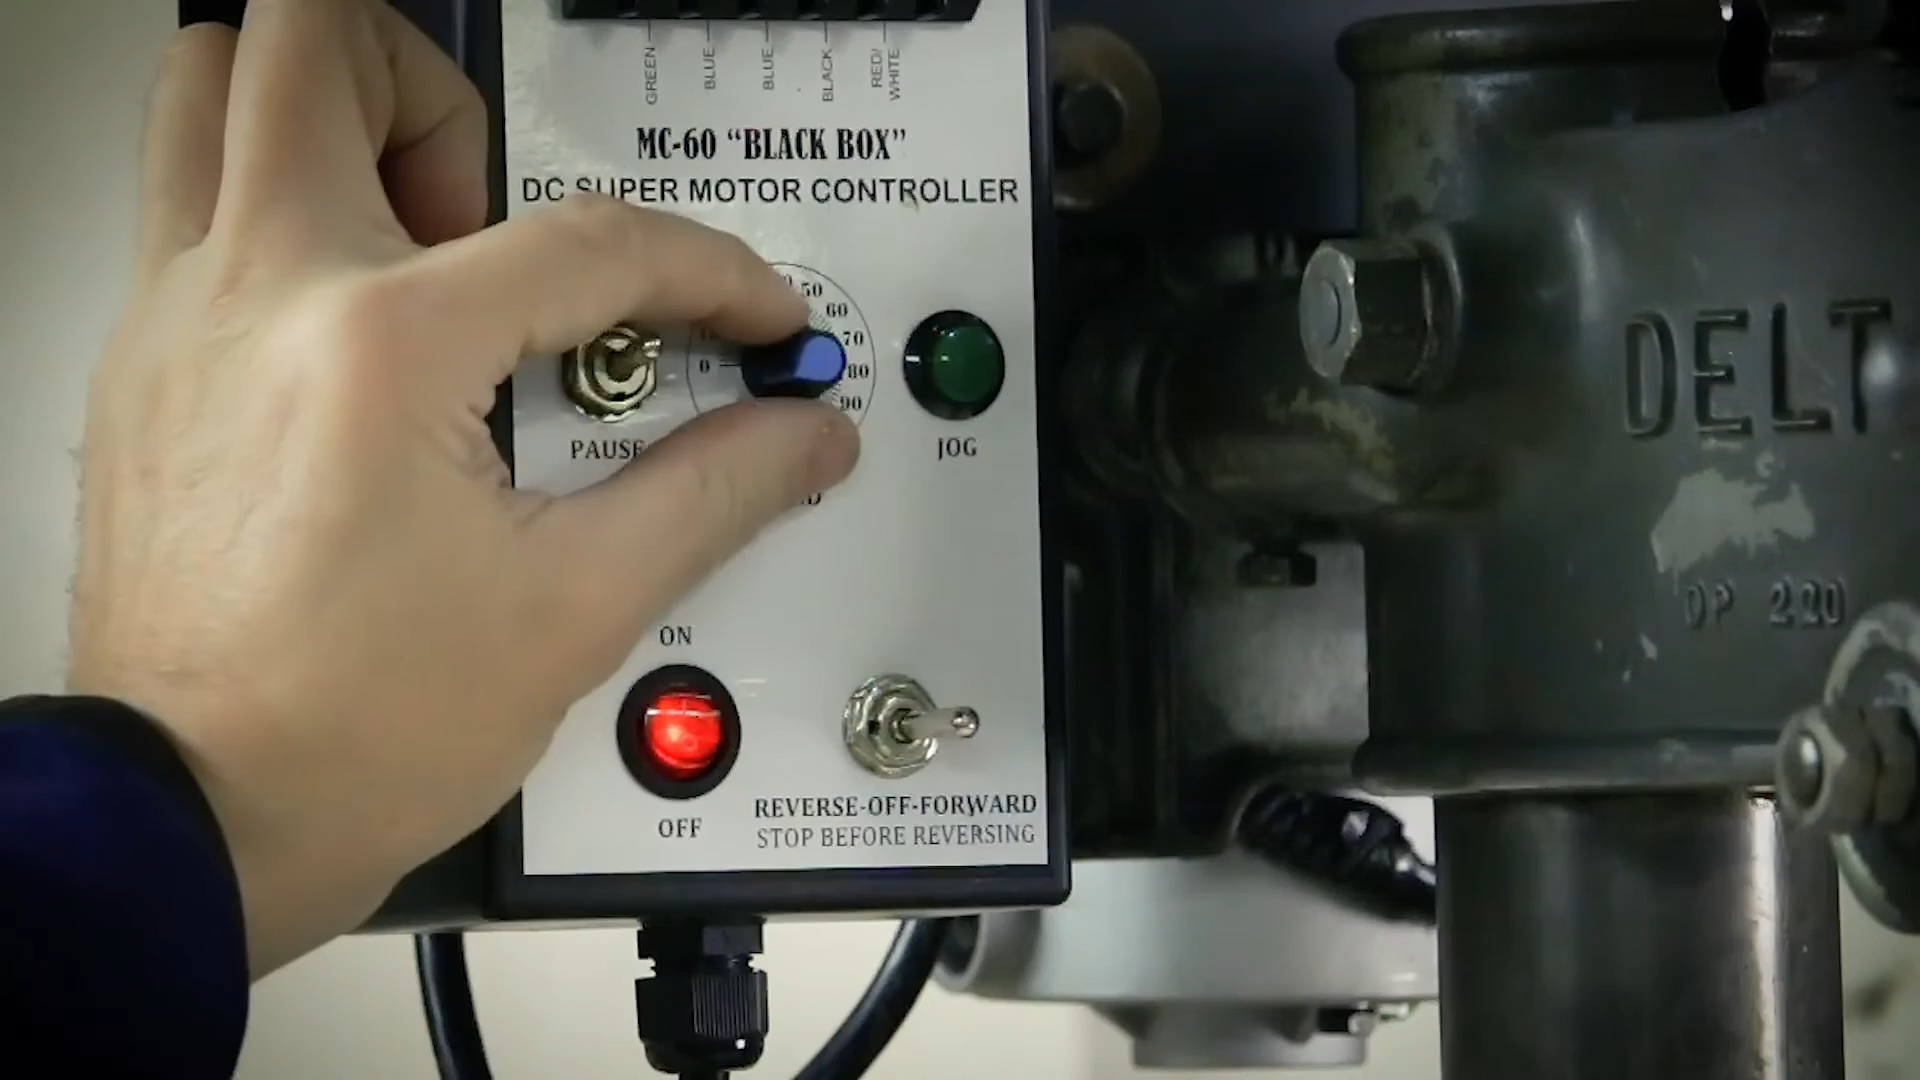 GREEN
BLUE
BLUE
BLACK
RED/
WHITE
MC-60 “BLACK BOX”
DC SUPER MOTOR CONTROLLER
50
60
70
0
80
90
PAUSE
JOG
ON
OFF
REVERSE-OFF-FORWARD
STOP BEFORE REVERSING
DELT
DP 220